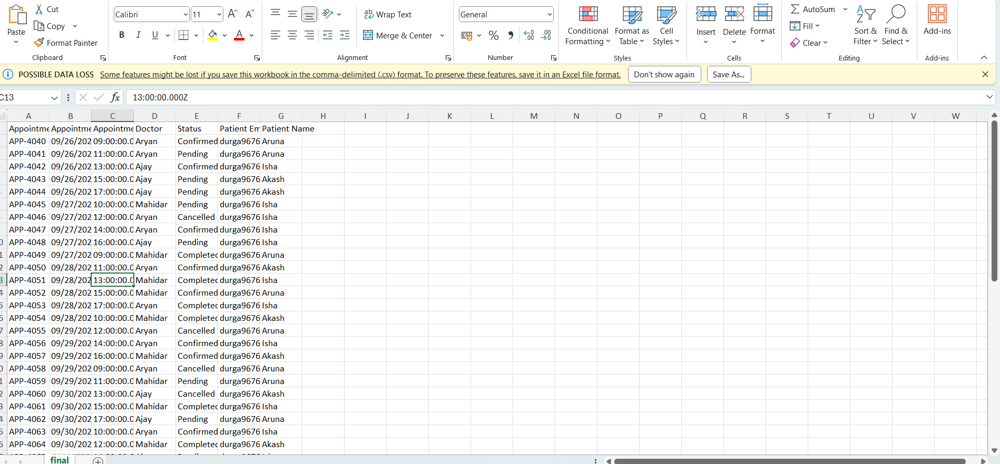 Paste
Cut
Copy
Format Painter
Clipboard
Calibri 11 A A
B I U A
Font
ab Wrap Text
Merge & Center
Alignment
General
% 9 .00 .00
Number
Conditional Formatting
Format as Table
Cell Styles
Styles
Insert
Delete
Format
Cells
AutoSum
Fill
Clear
Sort & Filter
Find & Select
Editing
Add-ins
Add-ins
POSSIBLE DATA LOSS Some features might be lost if you save this workbook in the comma-delimited (.csv) format. To preserve these features, save it in an Excel file format. Don't show again Save As...
C13 fx 13:00:00.000Z
A B C D E F G H I J K L M N O P Q R S T U V W
Appointme Appointme Appointme Doctor Status Patient Em Patient Name
APP-4040 09/26/202 09:00:00.0 Aryan Confirmed durga9676 Aruna
APP-4041 09/26/202 11:00:00.0 Aryan Pending durga9676 Aruna
APP-4042 09/26/202 13:00:00.0 Ajay Confirmed durga9676 Isha
APP-4043 09/26/202 15:00:00.0 Ajay Pending durga9676 Akash
APP-4044 09/26/202 17:00:00.0 Ajay Pending durga9676 Akash
APP-4045 09/27/202 10:00:00.0 Mahidar Pending durga9676 Isha
APP-4046 09/27/202 12:00:00.0 Aryan Cancelled durga9676 Isha
APP-4047 09/27/202 14:00:00.0 Aryan Confirmed durga9676 Isha
APP-4048 09/27/202 16:00:00.0 Ajay Pending durga9676 Isha
APP-4049 09/27/202 09:00:00.0 Mahidar Completed durga9676 Aruna
APP-4050 09/28/202 11:00:00.0 Aryan Confirmed durga9676 Akash
APP-4051 09/28/202 13:00:00.0 Mahidar Completed durga9676 Isha
APP-4052 09/28/202 15:00:00.0 Mahidar Confirmed durga9676 Aruna
APP-4053 09/28/202 17:00:00.0 Aryan Completed durga9676 Isha
APP-4054 09/28/202 10:00:00.0 Mahidar Completed durga9676 Akash
APP-4055 09/29/202 12:00:00.0 Aryan Cancelled durga9676 Aruna
APP-4056 09/29/202 14:00:00.0 Aryan Confirmed durga9676 Isha
APP-4057 09/29/202 16:00:00.0 Mahidar Confirmed durga9676 Akash
APP-4058 09/29/202 09:00:00.0 Aryan Cancelled durga9676 Aruna
APP-4059 09/29/202 11:00:00.0 Mahidar Pending durga9676 Aruna
APP-4060 09/30/202 13:00:00.0 Ajay Cancelled durga9676 Akash
APP-4061 09/30/202 15:00:00.0 Mahidar Completed durga9676 Isha
APP-4062 09/30/202 17:00:00.0 Ajay Pending durga9676 Aruna
APP-4063 09/30/202 10:00:00.0 Aryan Confirmed durga9676 Isha
APP-4064 09/30/202 12:00:00.0 Mahidar Completed durga9676 Akash
final